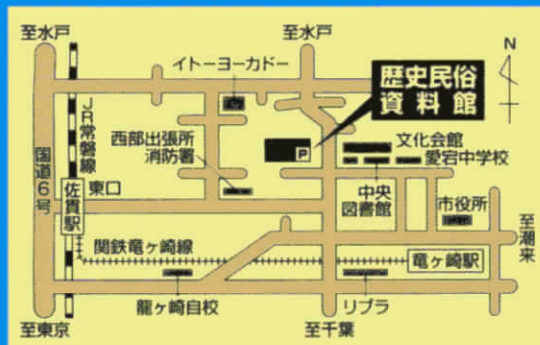 至水戸
至水戸
N
イトーヨーカドー
歴史民俗
資料館
JR常磐線
西部出張所
消防署
P
文化会館
愛宕中学校
国道6号
佐貫駅
東口
中央
図書館
市役所
至潮来
関鉄竜ヶ崎線
竜ヶ崎駅
龍ヶ崎自校
リブラ
至東京
至千葉